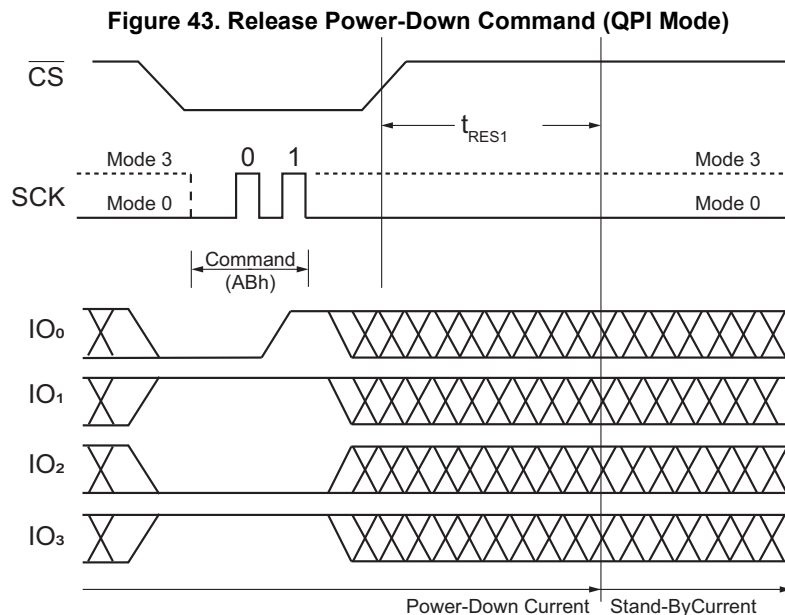 Figure 43. Release Power-Down Command (QPI Mode)
CS
tRES1
Mode 3
0
1
Mode 3
SCK
Mode 0
Mode 0
Command
(ABh)
IO₀
IO₁
IO₂
IO₃
Power-Down Current
Stand-ByCurrent